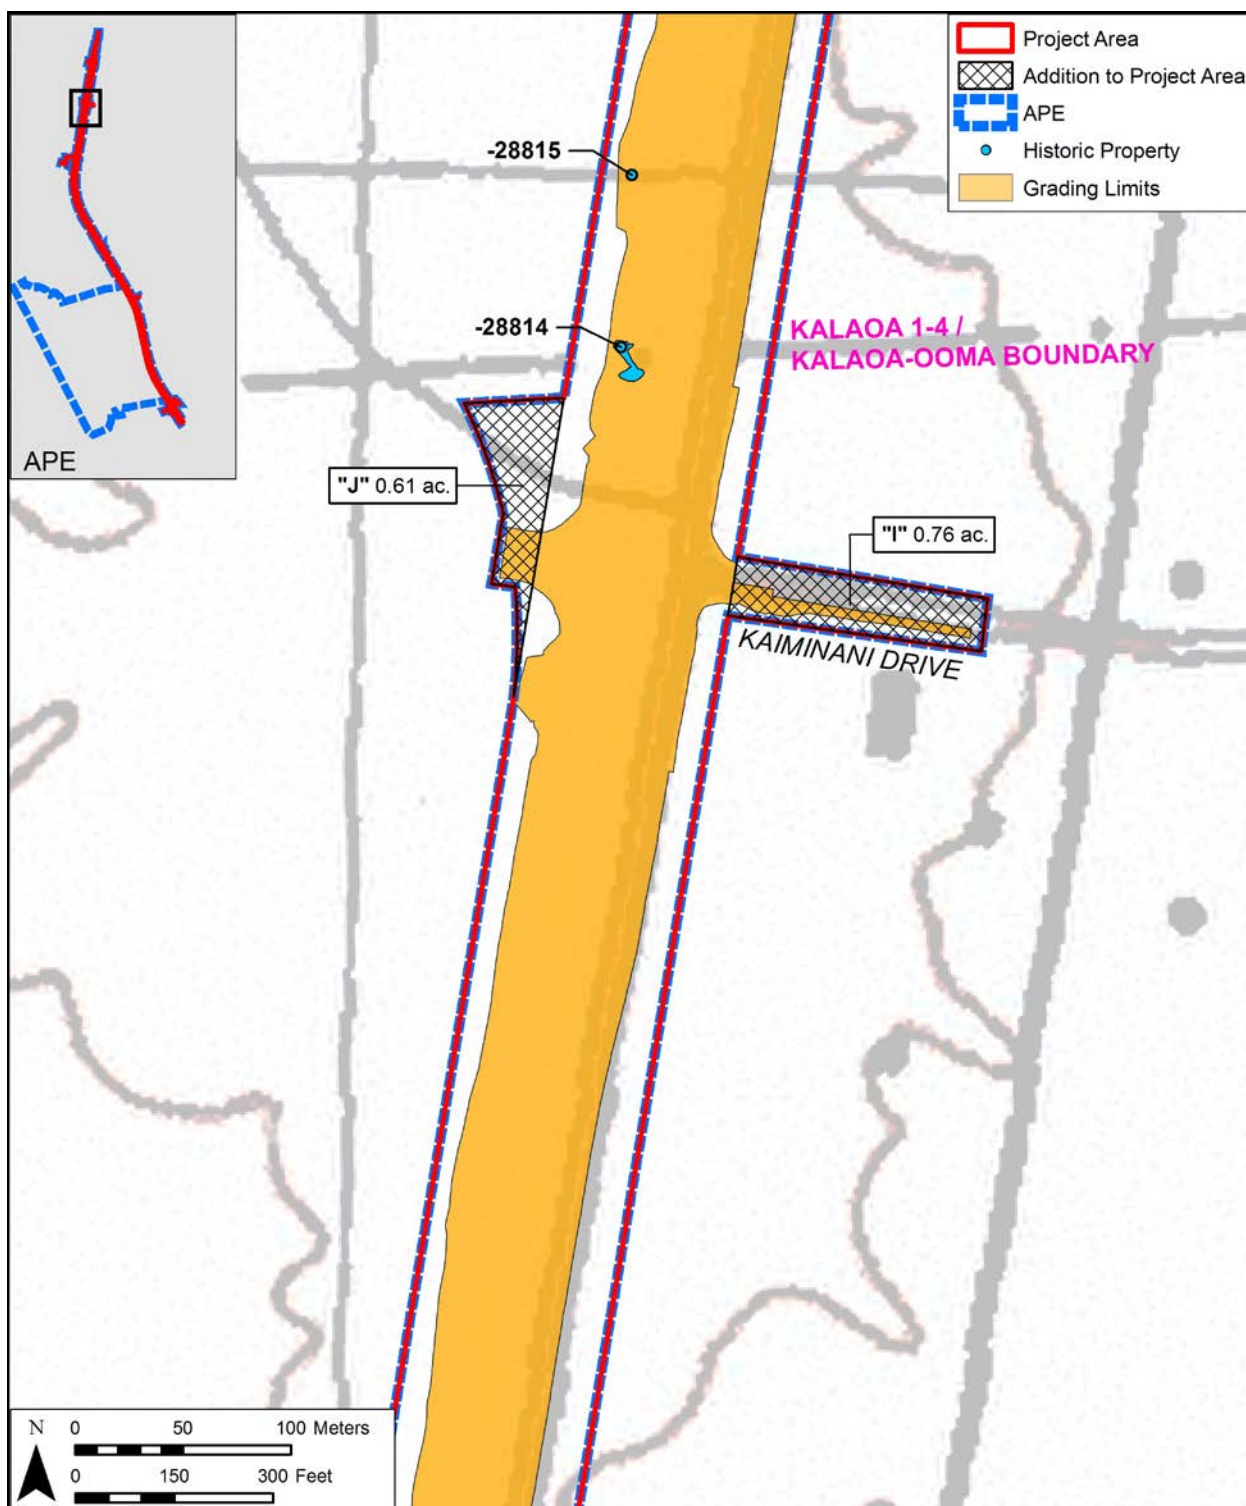 Project Area
Addition to Project Area
APE
Historic Property
Grading Limits
-28815
-28814
KALAOA 1-4 /
KALAOA-OOMA BOUNDARY
APE
"J" 0.61 ac.
"I" 0.76 ac.
KAIMINANI DRIVE
N
0 50 100 Meters
0 150 300 Feet